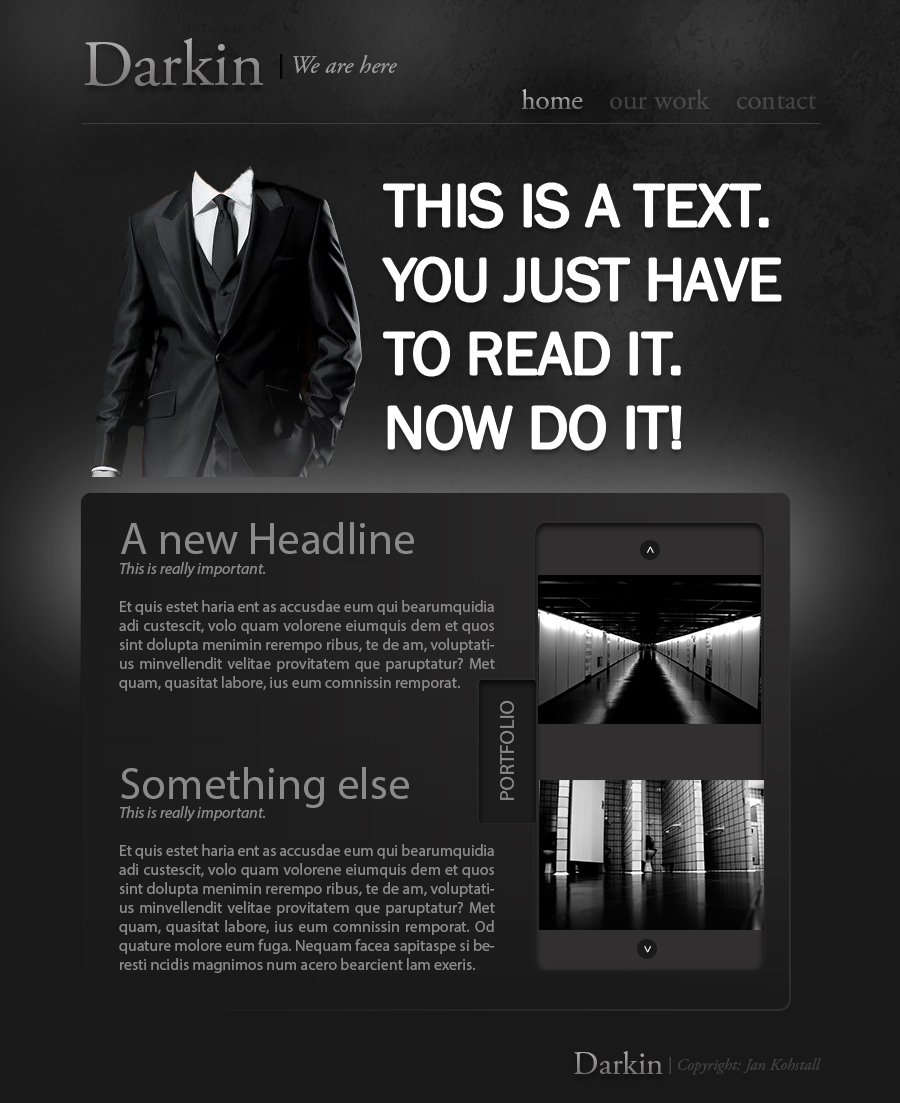 Darkin | We are here
home our work contact
THIS IS A TEXT.
YOU JUST HAVE
TO READ IT.
NOW DO IT!
A new Headline
This is really important.
Et quis estet haria ent as accusdae eum qui bearumquidia
adi custescit, volo quam volorene eiumquis dem et quos
sint dolupta menimin rerempo ribus, te de am, voluptati-
us minvellendit velitae provitatem que paruptatur? Met
quam, quasitat labore, ius eum comnissin remporat.
Something else
This is really important.
Et quis estet haria ent as accusdae eum qui bearumquidia
adi custescit, volo quam volorene eiumquis dem et quos
sint dolupta menimin rerempo ribus, te de am, voluptati-
us minvellendit velitae provitatem que paruptatur? Met
quam, quasitat labore, ius eum comnissin remporat. Od
quature molore eum fuga. Nequam facea sapitaspe si be-
resti ncidis magnimos num acero bearcient lam exeris.
PORTFOLIO
Darkin | Copyright: Jan Kohstall